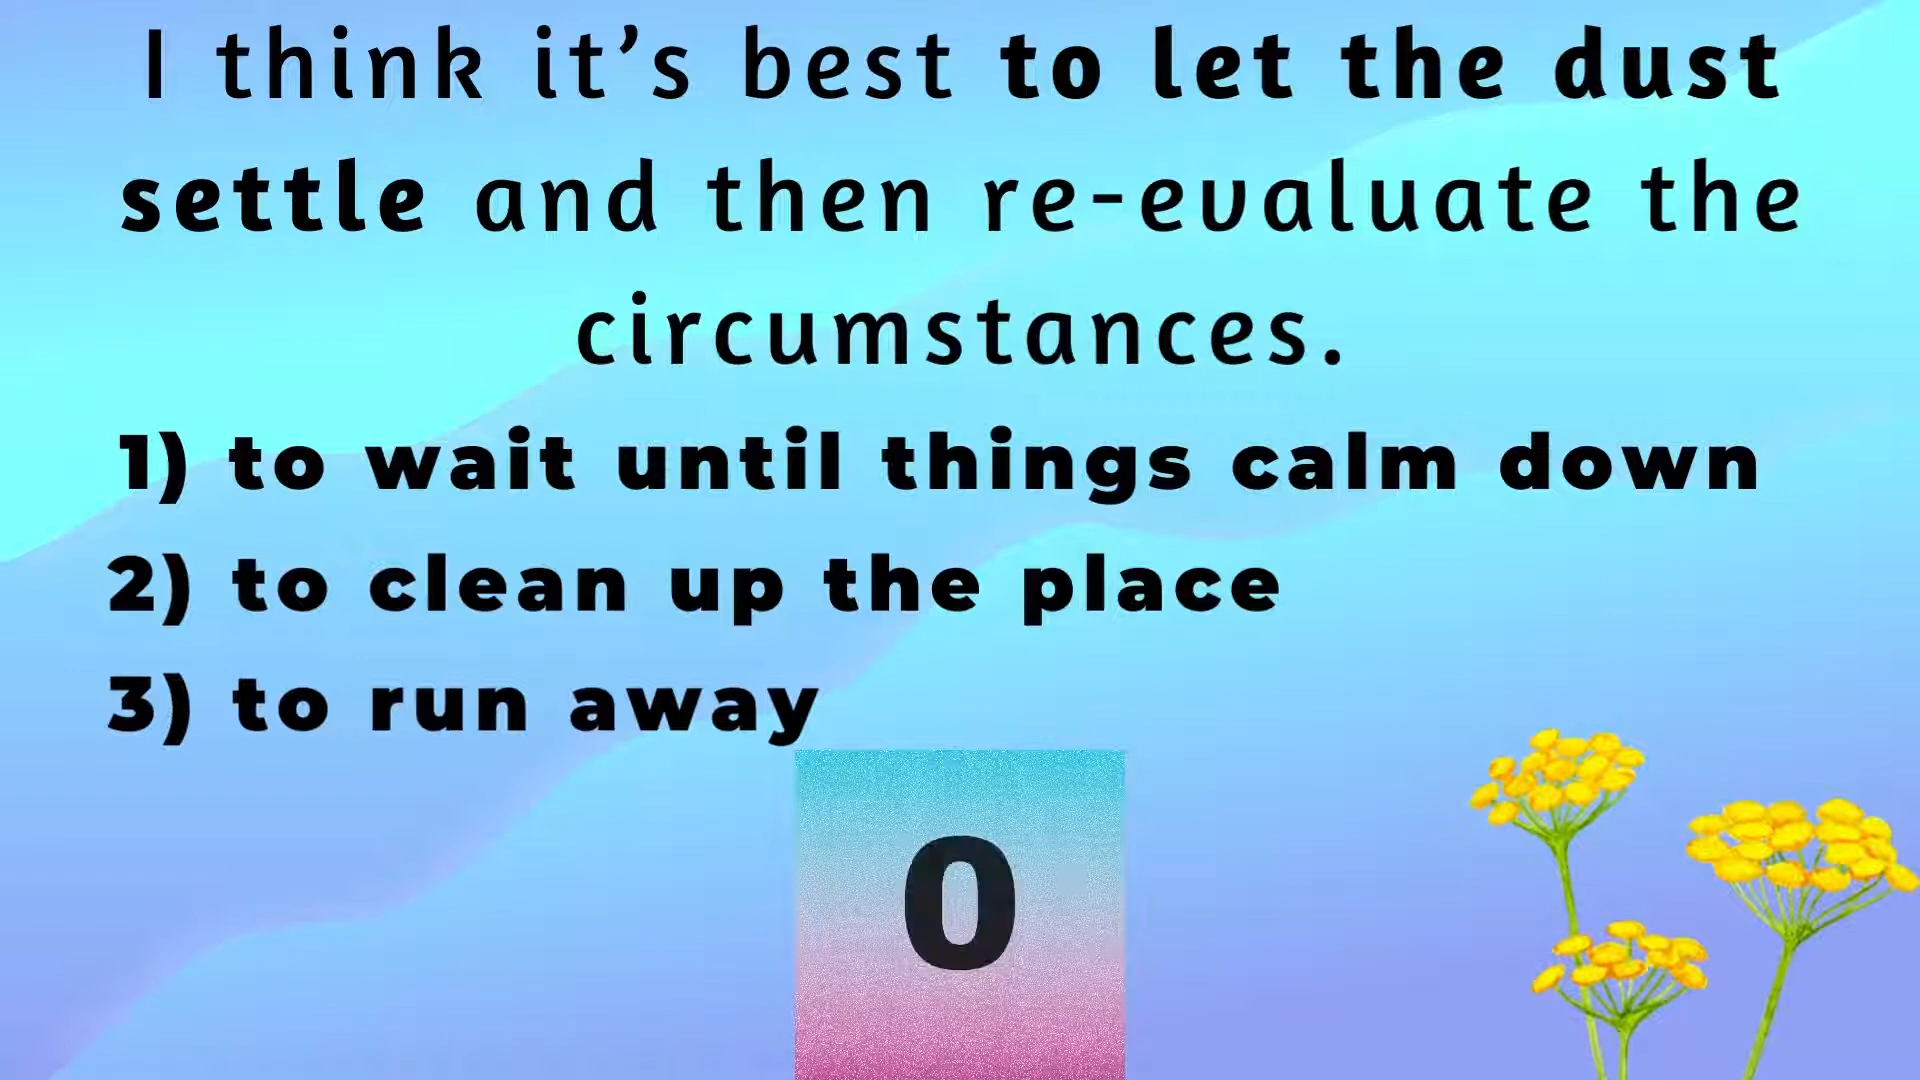 I think it’s best to let the dust
settle and then re-evaluate the
circumstances.
1) to wait until things calm down
2) to clean up the place
3) to run away
0